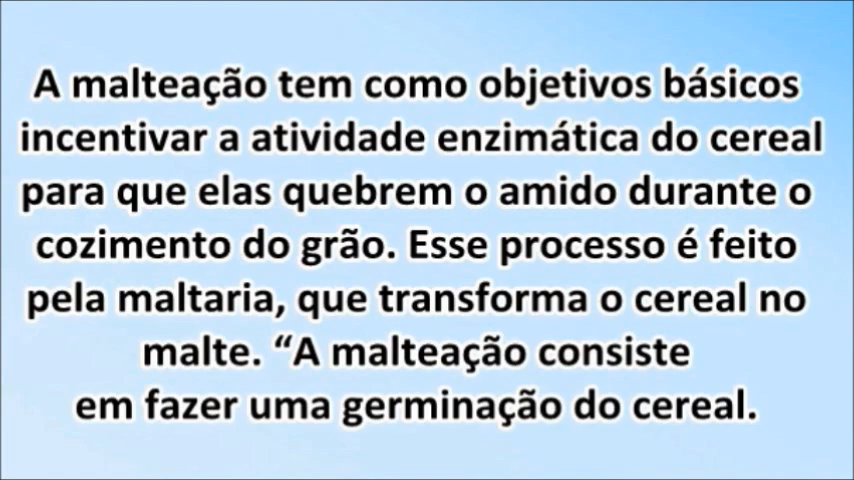 A malteação tem como objetivos básicos
incentivar a atividade enzimática do cereal
para que elas quebrem o amido durante o
cozimento do grão. Esse processo é feito
pela maltaria, que transforma o cereal no
malte. “A malteação consiste
em fazer uma germinação do cereal.